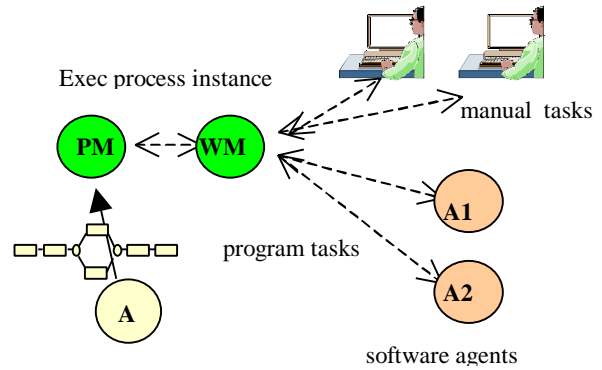 Exec process instance
manual tasks
PM
WM
A1
program tasks
A2
A
software agents